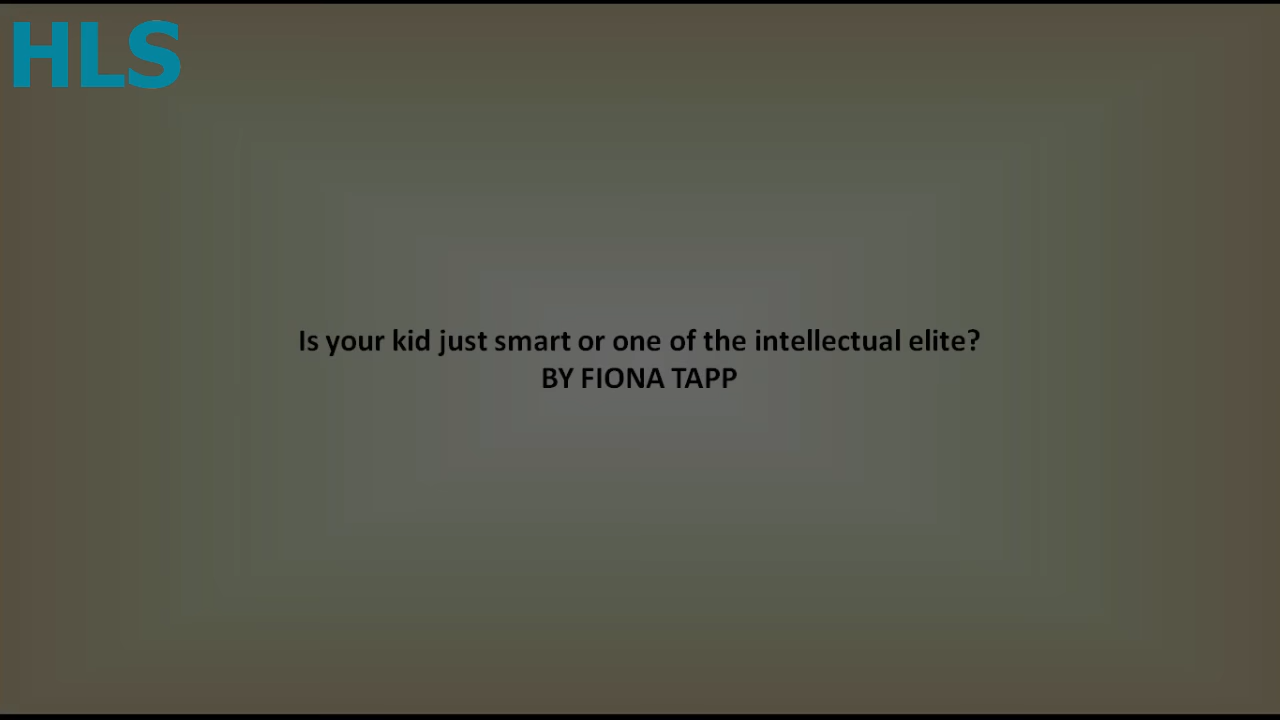 HLS
Is your kid just smart or one of the intellectual elite?
BY FIONA TAPP